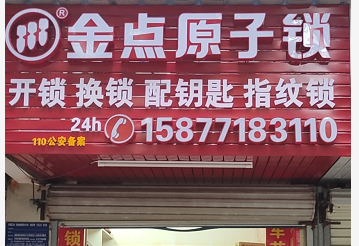 金点原子锁
开锁 换锁 配钥匙 指纹锁
24h 15877183110
110公安备案
锁